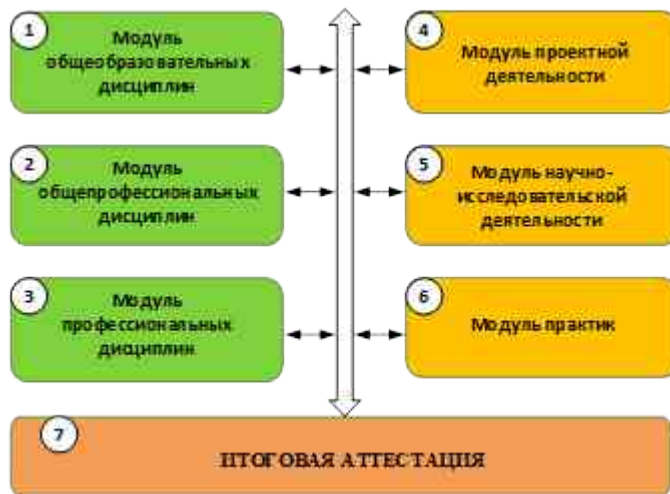 1
Модуль
общеобразовательных
дисциплин
2
Модуль
общепрофессиональных
дисциплин
3
Модуль
профессиональных
дисциплин
4
Модуль проектной
деятельности
5
Модуль научно-
исследовательской
деятельности
6
Модуль практик
7
ИТОГОВАЯ АТТЕСТАЦИЯ